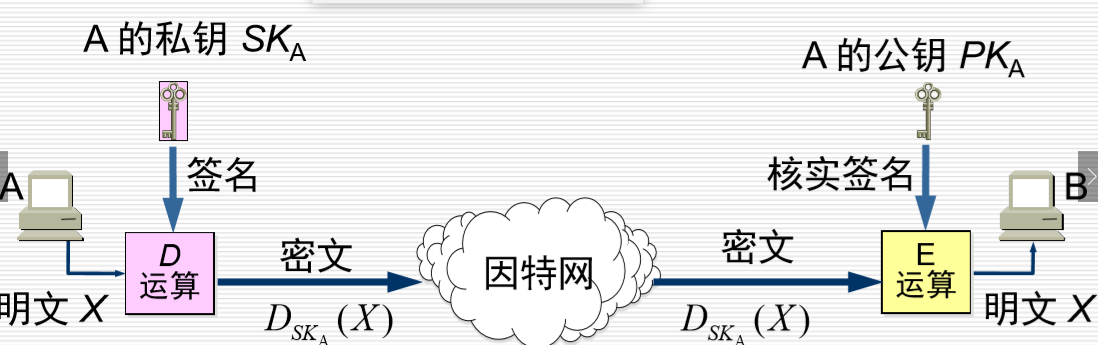 A 的私钥 SK_A
A 的公钥 PK_A
签名
核实签名
A
B
D
运算
密文
因特网
密文
E
运算
明文 X
D_{SK_A}(X)
D_{SK_A}(X)
明文 X